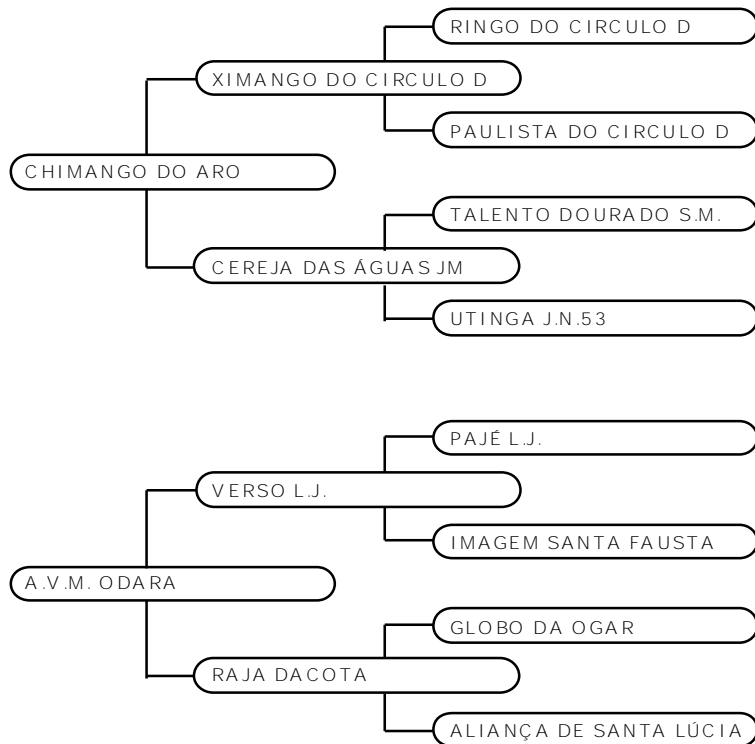 RINGO DO CIRCULO D
XIMANGO DO CIRCULO D
PAULISTA DO CIRCULO D
CHIMANGO DO ARO
TALENTO DOURADO S.M.
CEREJA DAS ÁGUAS JM
UTINGA J.N.53
PAJÉ L.J.
VERSO L.J.
IMAGEM SANTA FAUSTA
A.V.M. ODARA
GLOBO DA OGAR
RAJA DACOTA
ALIANÇA DE SANTA LÚCIA